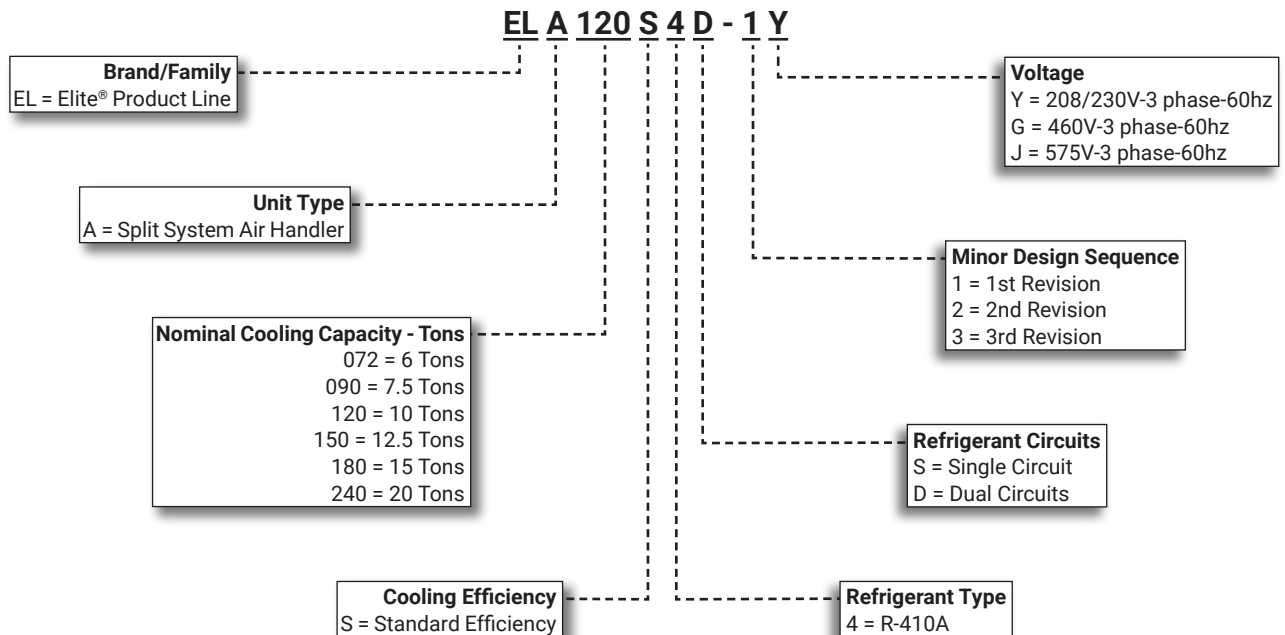 EL A 120 S 4 D - 1 Y
Brand/Family
EL = Elite® Product Line
Voltage
Y = 208/230V-3 phase-60hz
G = 460V-3 phase-60hz
J = 575V-3 phase-60hz
Unit Type
A = Split System Air Handler
Minor Design Sequence
1 = 1st Revision
2 = 2nd Revision
3 = 3rd Revision
Nominal Cooling Capacity - Tons
072 = 6 Tons
090 = 7.5 Tons
120 = 10 Tons
150 = 12.5 Tons
180 = 15 Tons
240 = 20 Tons
Refrigerant Circuits
S = Single Circuit
D = Dual Circuits
Cooling Efficiency
S = Standard Efficiency
Refrigerant Type
4 = R-410A